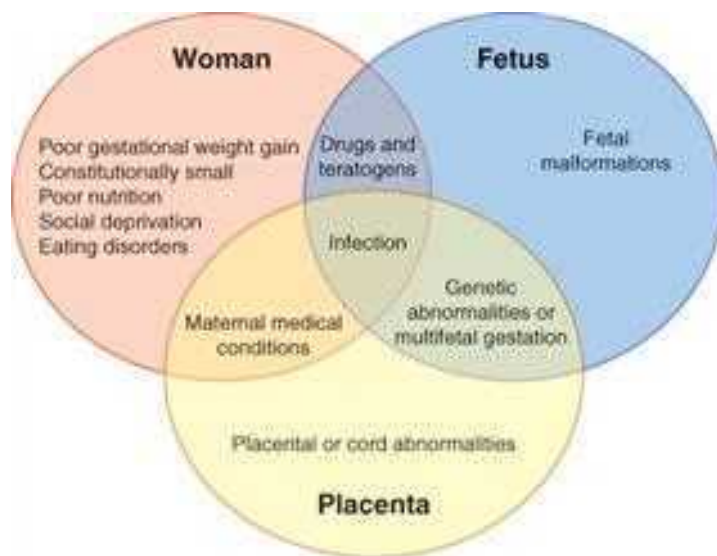 Woman
Fetus
Poor gestational weight gain
Constitutionally small
Poor nutrition
Social deprivation
Eating disorders
Drugs and
teratogens
Fetal
malformations
Infection
Maternal medical
conditions
Genetic
abnormalities or
multifetal gestation
Placental or cord abnormalities
Placenta